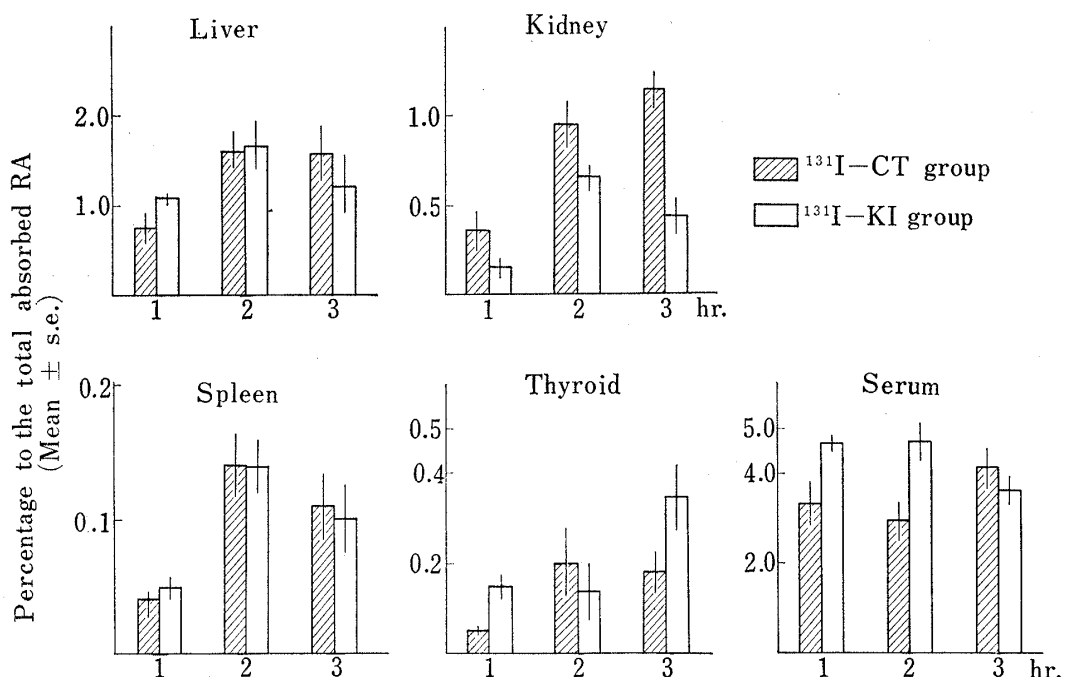 Percentage to the total absorbed RA
(Mean ± s.e.)
Liver
2.0
1.0
1 2 3
Kidney
1.0
0.5
1 2 3 hr.
¹³¹I–CT group
¹³¹I–KI group
Spleen
0.2
0.1
1 2 3
Thyroid
0.5
0.4
0.2
1 2 3
Serum
5.0
4.0
2.0
1 2 3 hr.